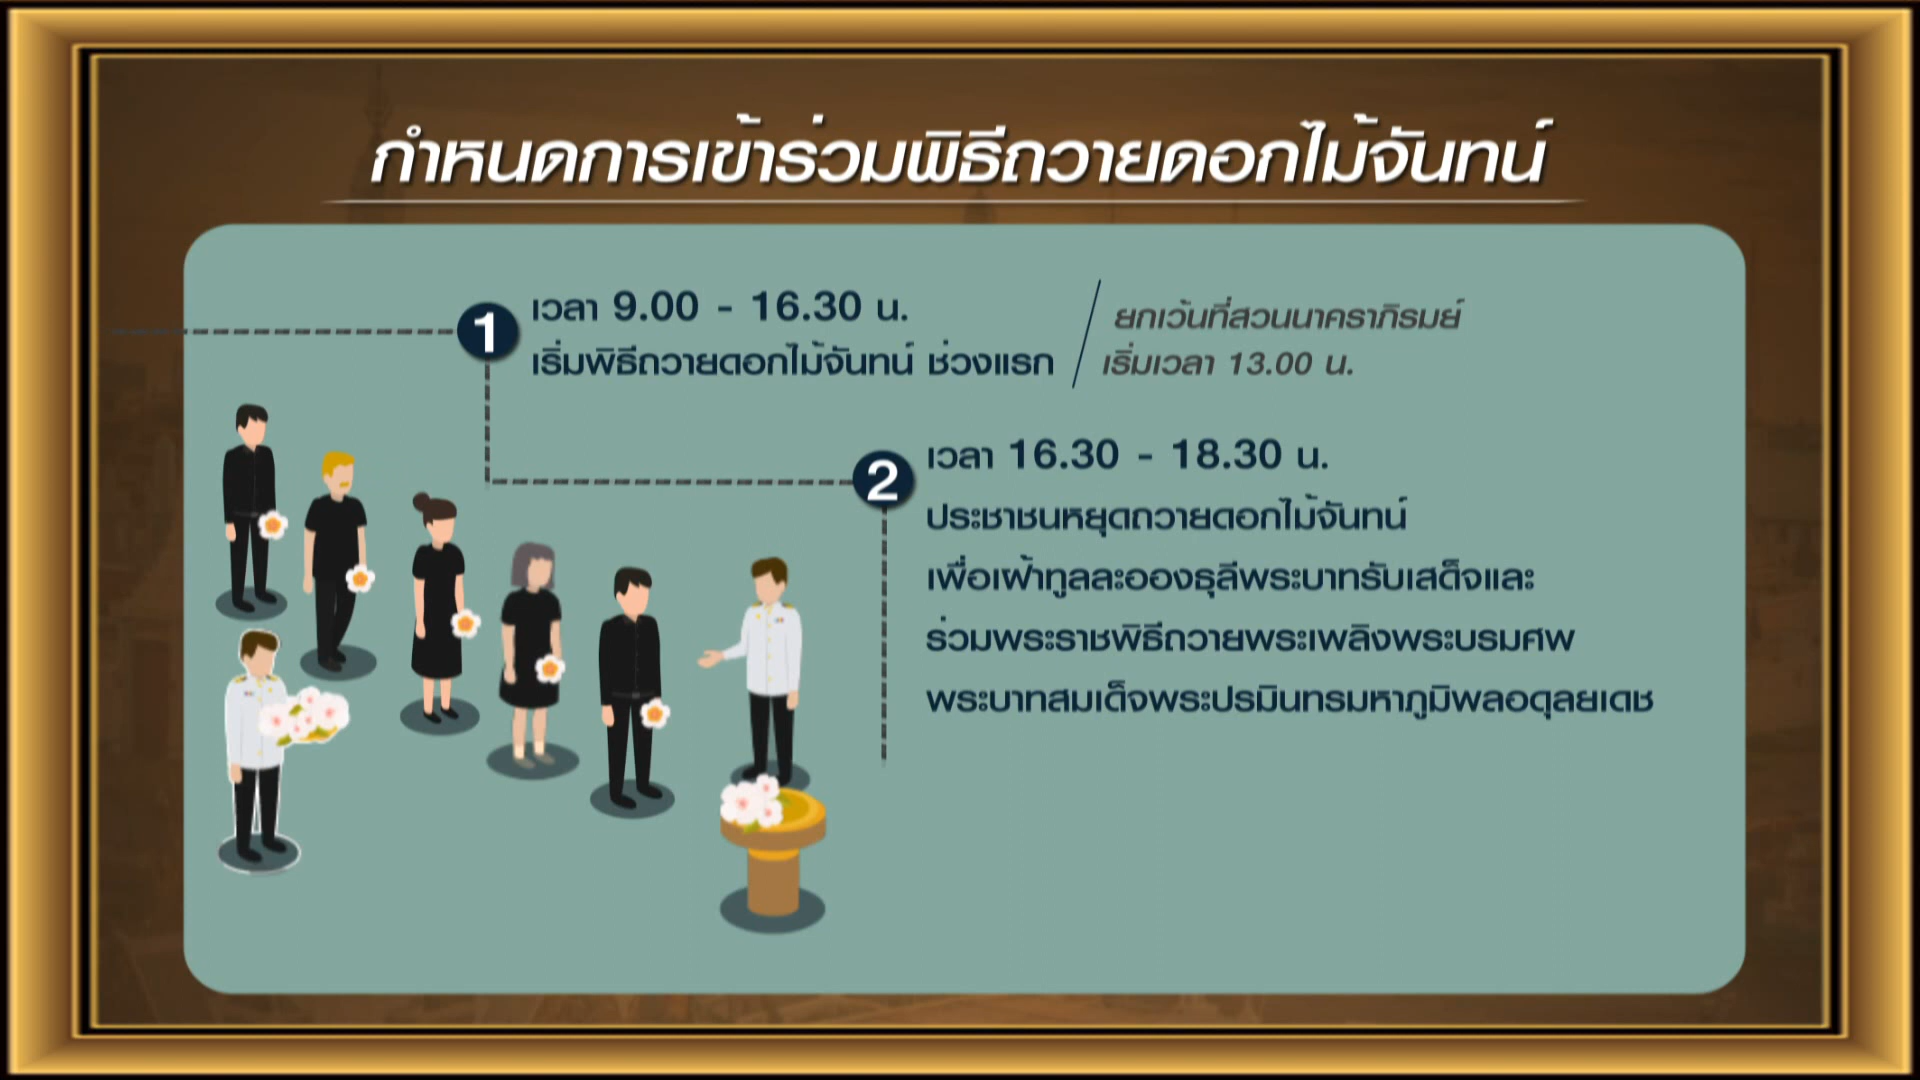 กำหนดการเข้าร่วมพิธีถวายดอกไม้จันทน์
1
เวลา 9.00 - 16.30 น.
เริ่มพิธีถวายดอกไม้จันทน์ ช่วงแรก
ยกเว้นที่สวนนาคราภิรมย์
เริ่มเวลา 13.00 น.
2
เวลา 16.30 - 18.30 น.
ประชาชนหยุดถวายดอกไม้จันทน์
เพื่อเฝ้าทูลละอองธุลีพระบาทรับเสด็จและ
ร่วมพระราชพิธีถวายพระเพลิงพระบรมศพ
พระบาทสมเด็จพระปรมินทรมหาภูมิพลอดุลยเดช